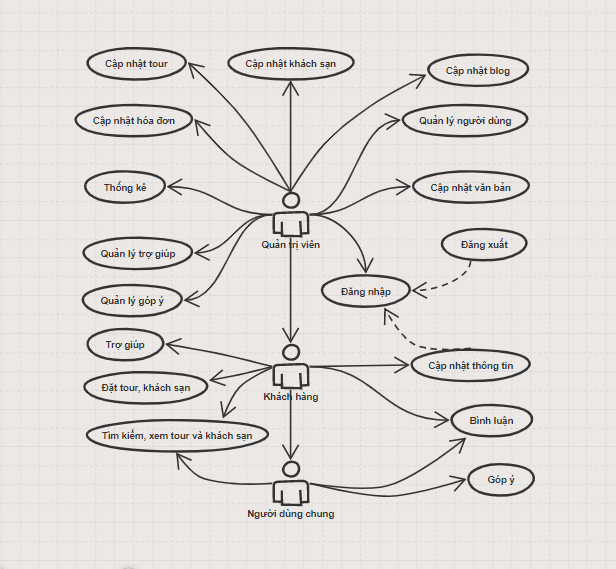 Cập nhật tour
Cập nhật khách sạn
Cập nhật blog
Cập nhật hóa đơn
Quản lý người dùng
Thống kê
Cập nhật văn bản
Quản trị viên
Đăng xuất
Quản lý trợ giúp
Đăng nhập
Quản lý góp ý
Trợ giúp
Cập nhật thông tin
Đặt tour, khách sạn
Khách hàng
Bình luận
Tìm kiếm, xem tour và khách sạn
Góp ý
Người dùng chung